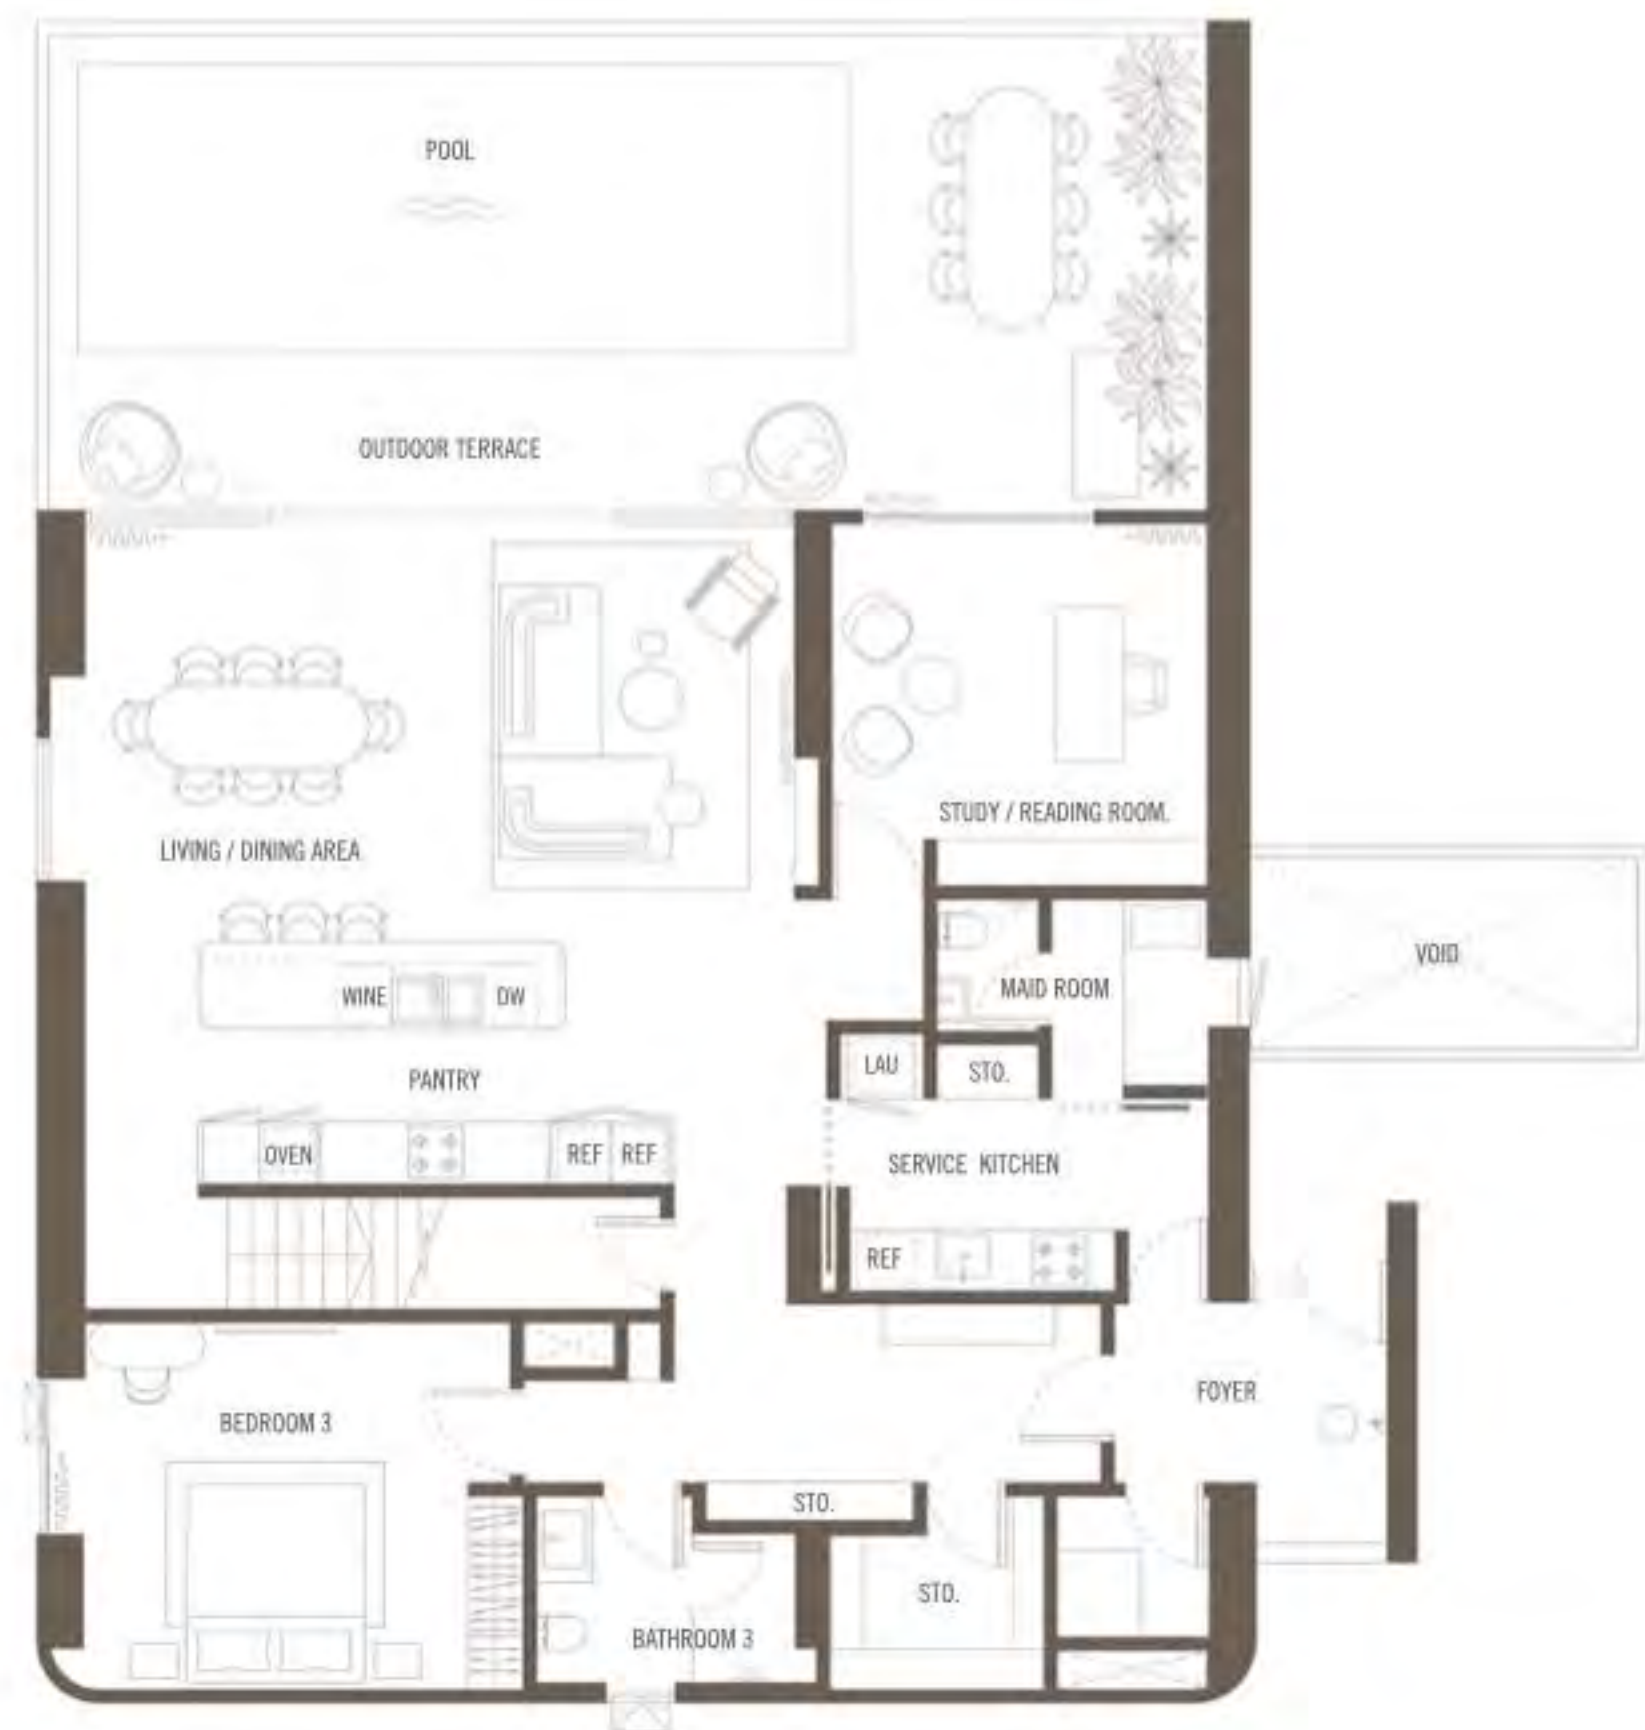 POOL
OUTDOOR TERRACE
STUDY / READING ROOM.
LIVING / DINING AREA
VOID
WINE
DW
MAID ROOM
LAU
STO.
PANTRY
OVEN
REF
REF
SERVICE KITCHEN
REF
FOYER
BEDROOM 3
STO.
STO.
BATHROOM 3